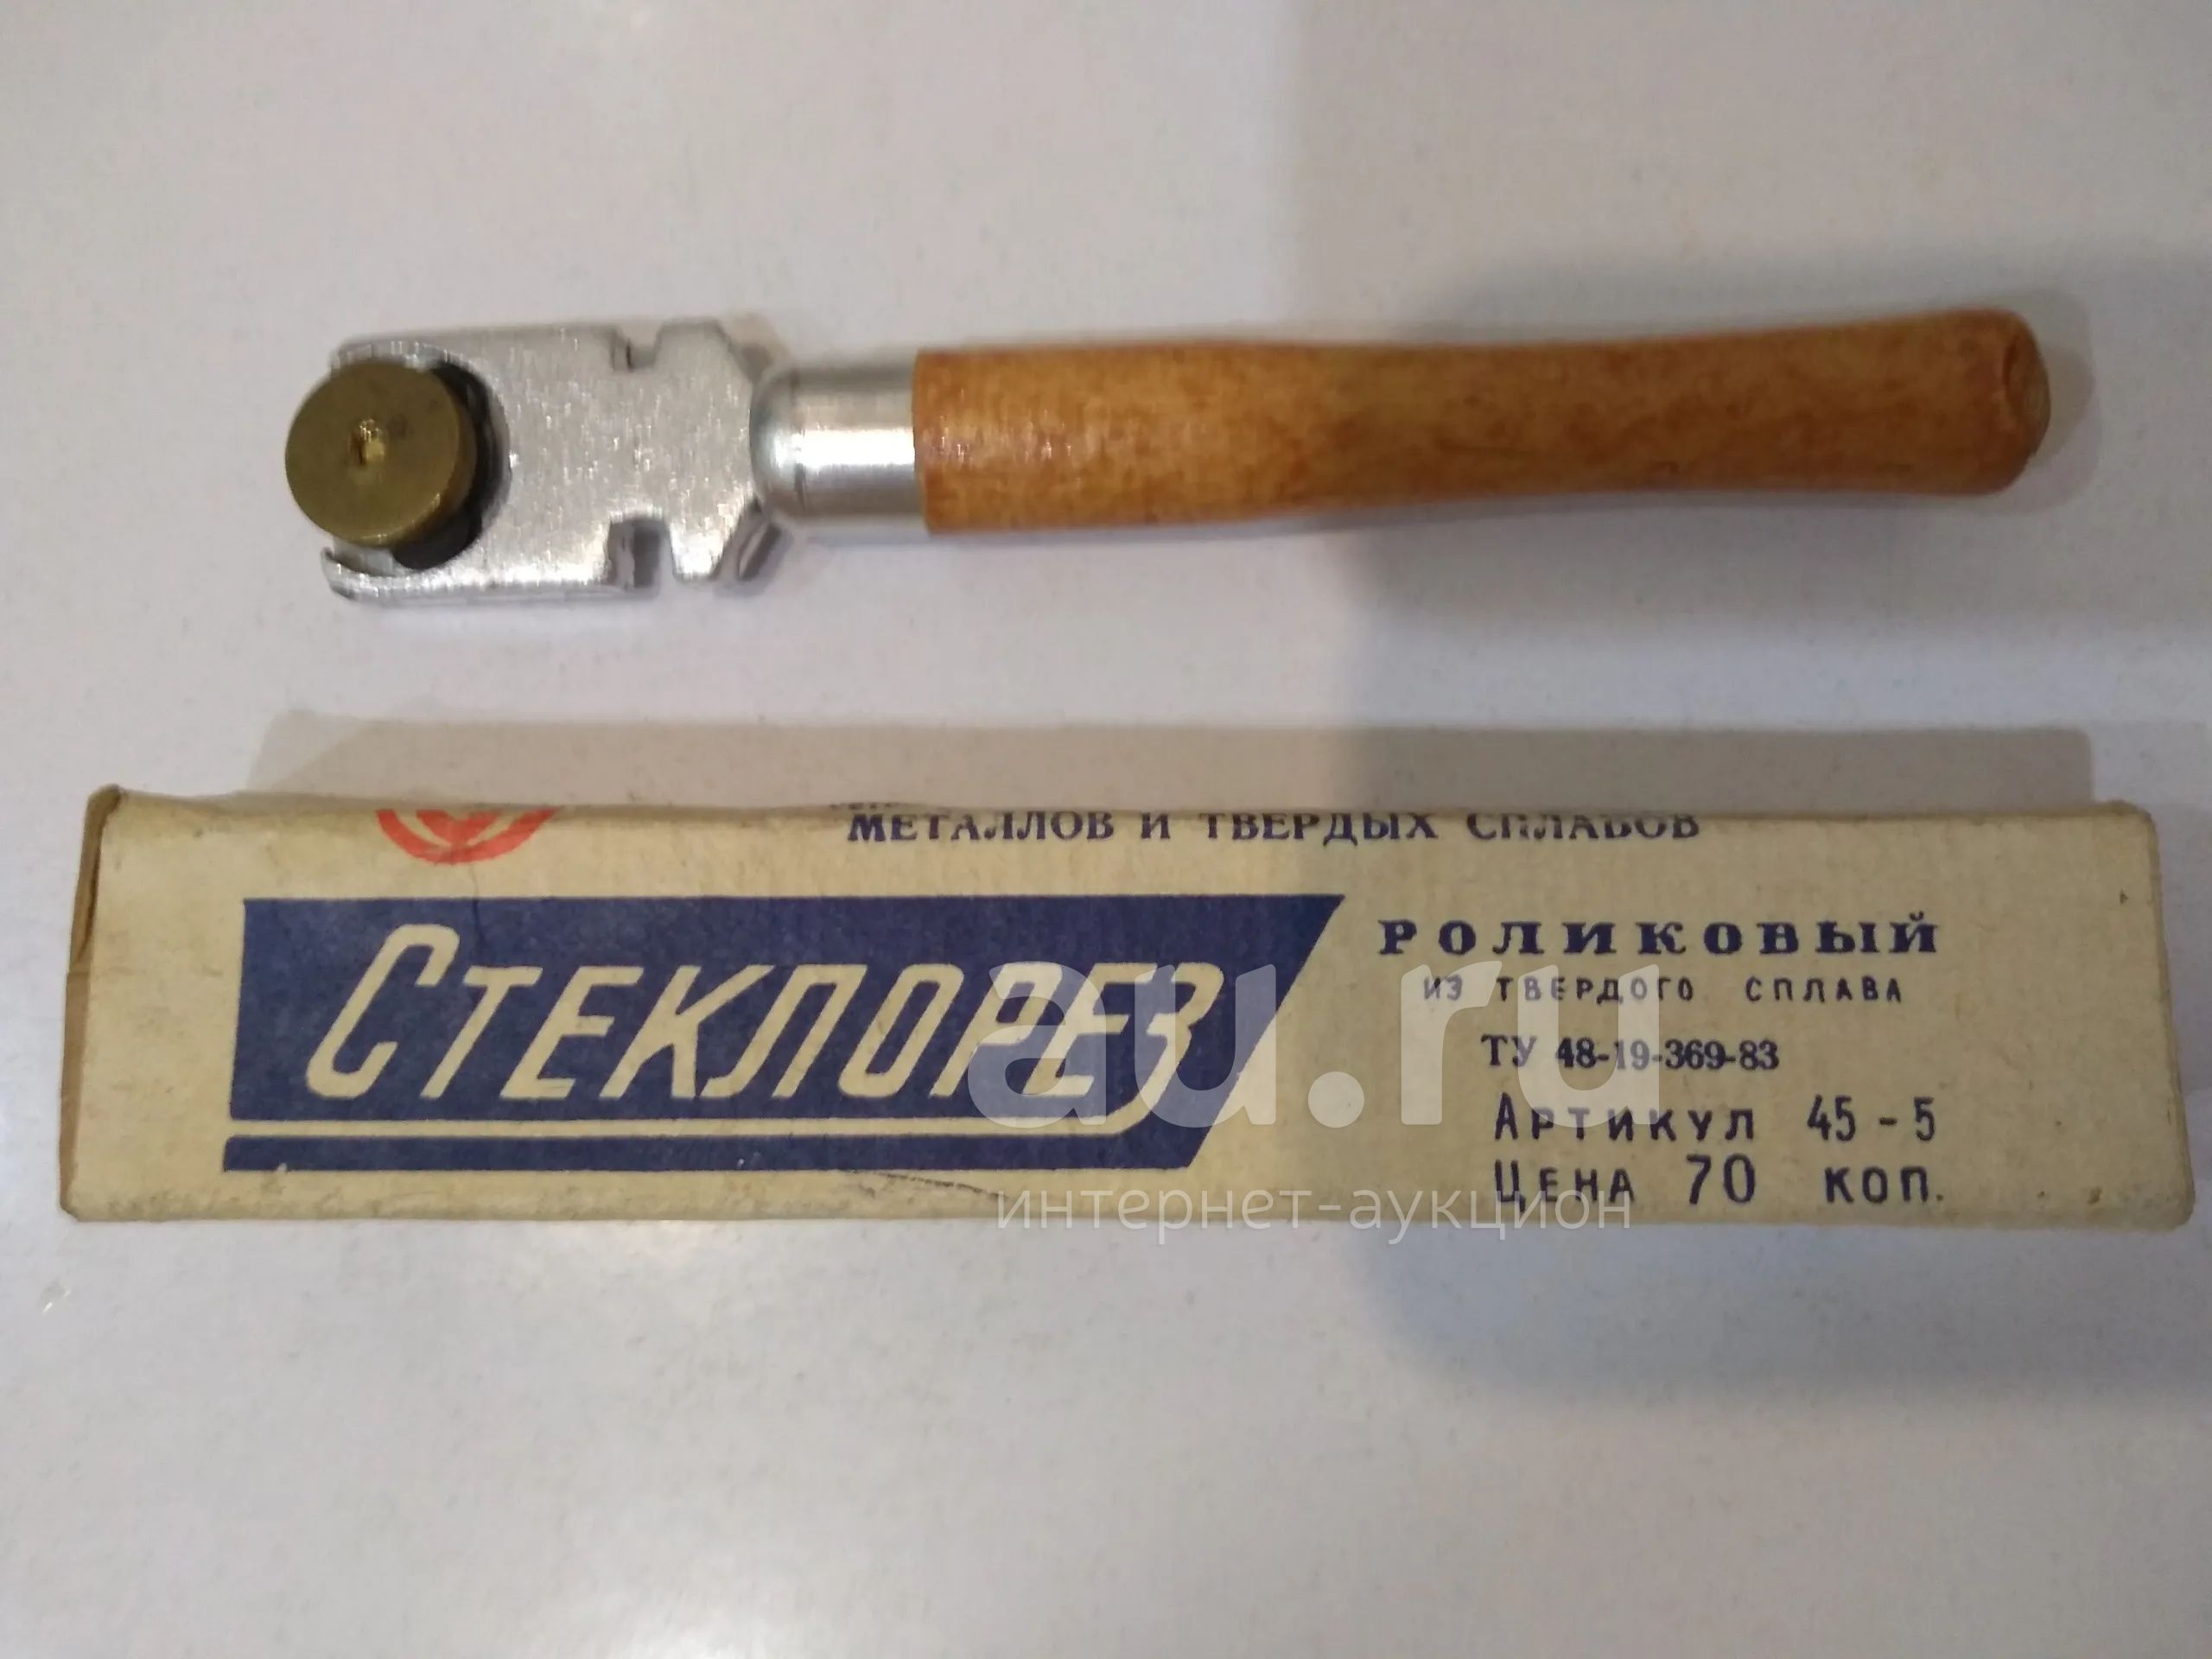 МЕТАЛЛОВ И ТВЕРДЫХ СПЛАВОВ
СТЕКЛОРЕЗ
РОЛИКОВЫЙ
ИЗ ТВЕРДОГО СПЛАВА
ТУ 48-19-369-83
АРТИКУЛ 45-5
ЦЕНА 70 КОП.
au.ru
интернет-аукцион